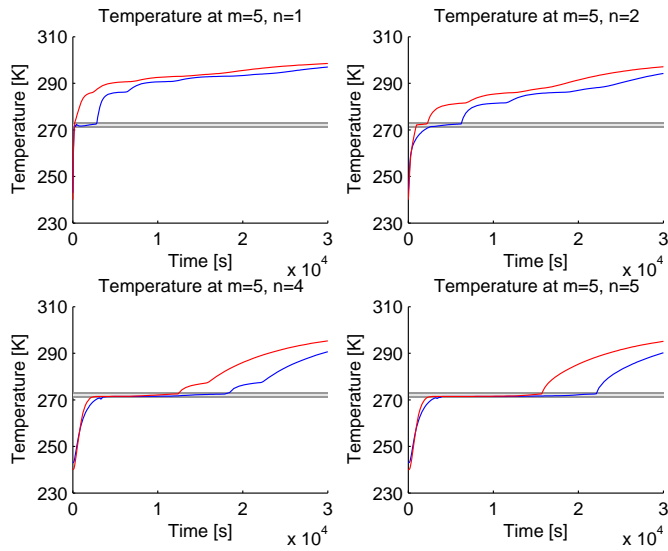 Temperature at m=5, n=1
Temperature [K]
310
290
270
250
230
0
1
2
3
Time [s]
x 10^4
Temperature at m=5, n=2
Temperature [K]
310
290
270
250
230
0
1
2
3
Time [s]
x 10^4
Temperature at m=5, n=4
Temperature [K]
310
290
270
250
230
0
1
2
3
Time [s]
x 10^4
Temperature at m=5, n=5
Temperature [K]
310
290
270
250
230
0
1
2
3
Time [s]
x 10^4